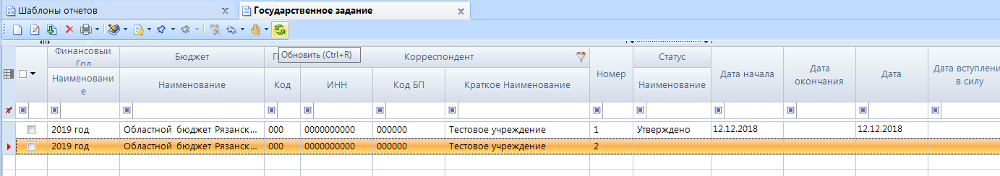 Шаблоны отчетов
Государственное задание
Обновить (Ctrl+R)
Финансовый Год
Бюджет
Корреспондент
Статус
Наименование
Наименование
Код
ИНН
Код БП
Краткое Наименование
Номер
Наименование
Дата начала
Дата окончания
Дата
Дата вступлени
в силу
2019 год Областной бюджет Рязанск... 000 0000000000 000000 Тестовое учреждение 1 Утверждено 12.12.2018 12.12.2018
2019 год Областной бюджет Рязанск... 000 0000000000 000000 Тестовое учреждение 2